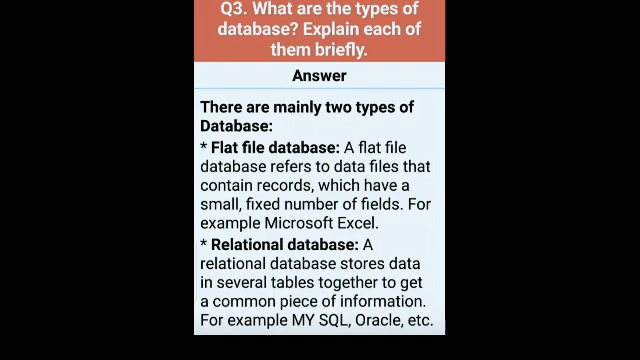 Q3. What are the types of
database? Explain each of
them briefly.
Answer
There are mainly two types of
Database:
* Flat file database: A flat file
database refers to data files that
contain records, which have a
small, fixed number of fields. For
example Microsoft Excel.
* Relational database: A
relational database stores data
in several tables together to get
a common piece of information.
For example MY SQL, Oracle, etc.